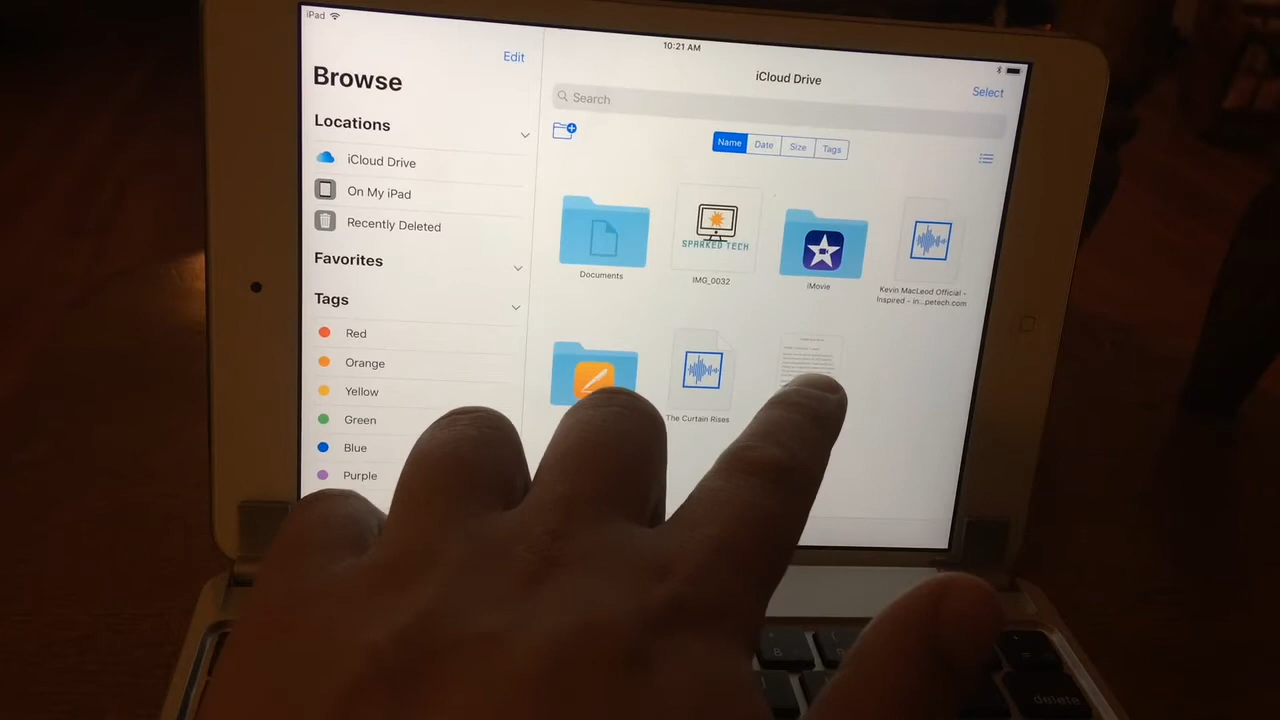 iPad
10:21 AM
Edit
Browse
Locations
iCloud Drive
On My iPad
Recently Deleted
Favorites
Tags
Red
Orange
Yellow
Green
Blue
Purple
iCloud Drive
Select
Search
Name Date Size Tags
SPARKED TECH
Documents
IMG_0032
iMovie
Kevin MacLeod Official -
Inspired - in...petech.com
The Curtain Rises
8
delete